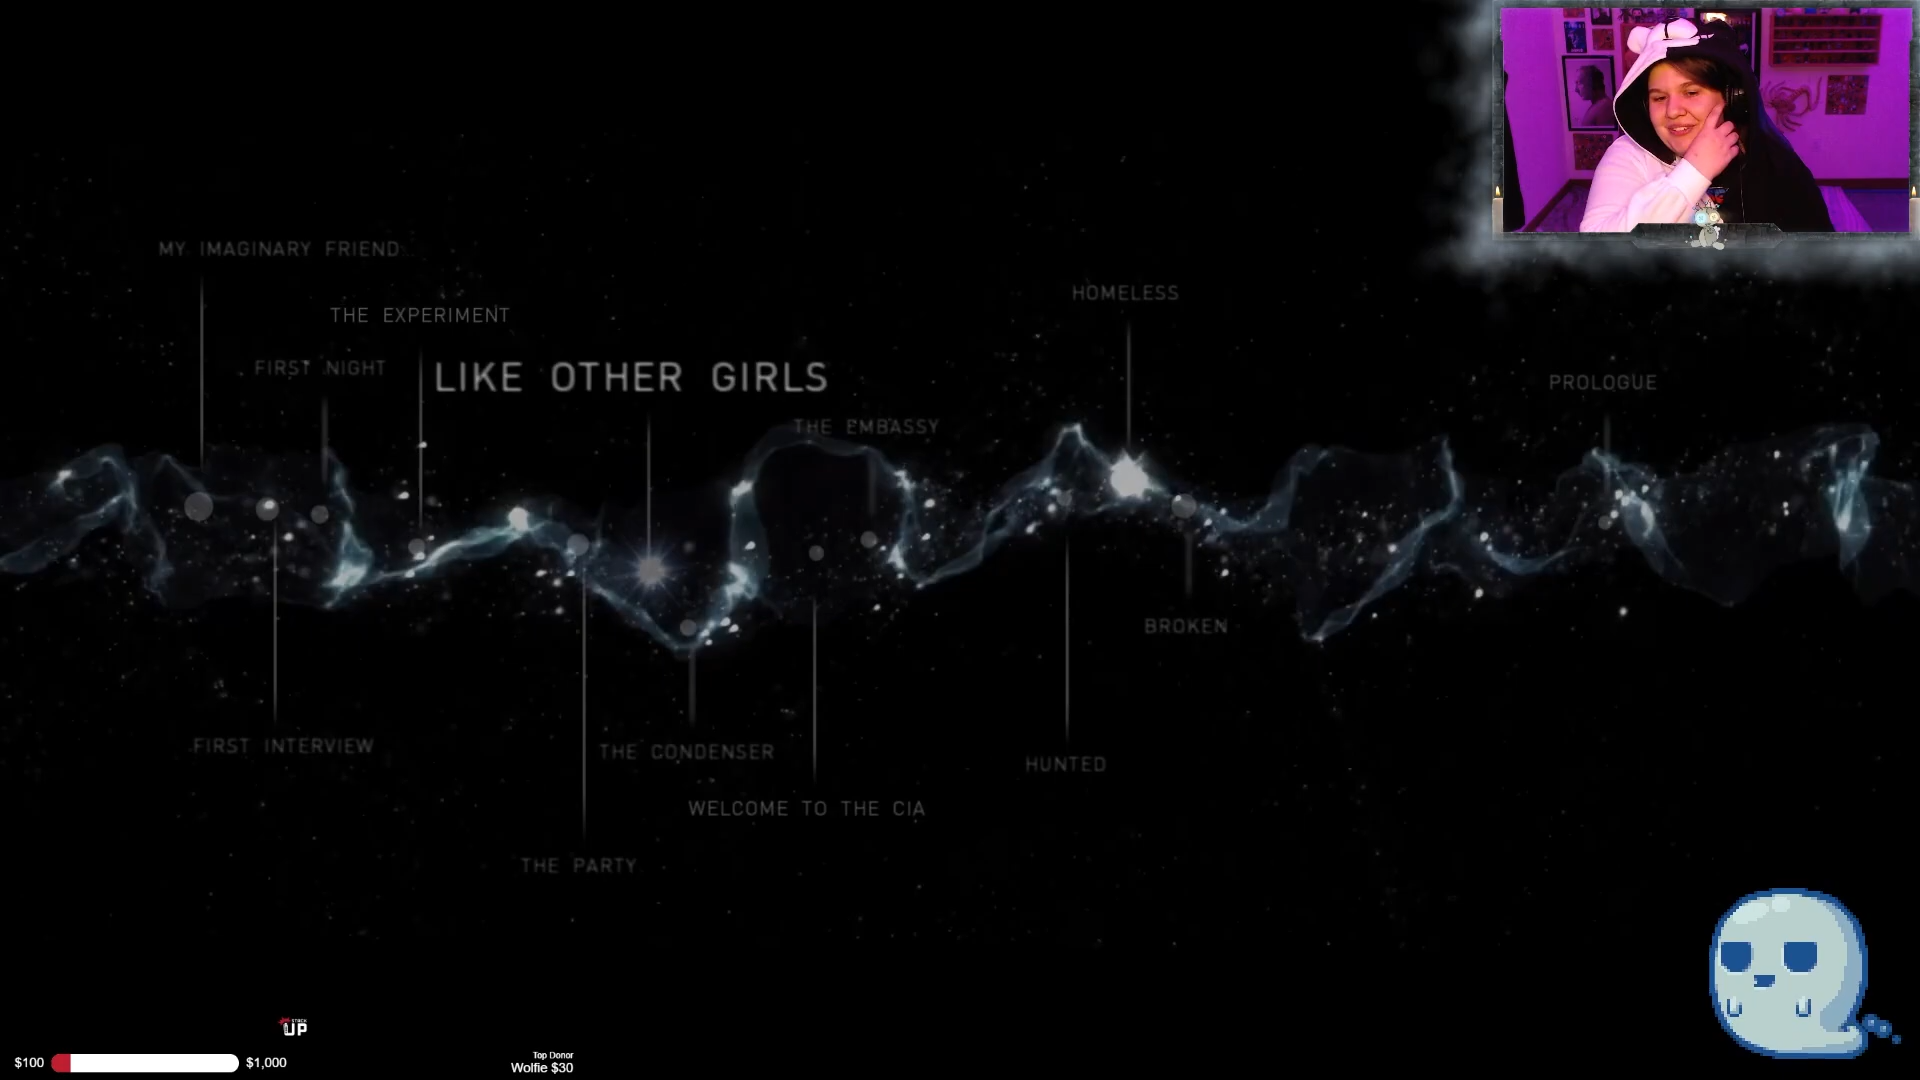 MY IMAGINARY FRIEND
THE EXPERIMENT
FIRST NIGHT
LIKE OTHER GIRLS
THE EMBASSY
HOMELESS
PROLOGUE
BROKEN
FIRST INTERVIEW
THE CONDENSER
HUNTED
WELCOME TO THE CIA
THE PARTY
STACK
UP
$100
$1,000
Top Donor
Wolfie $30